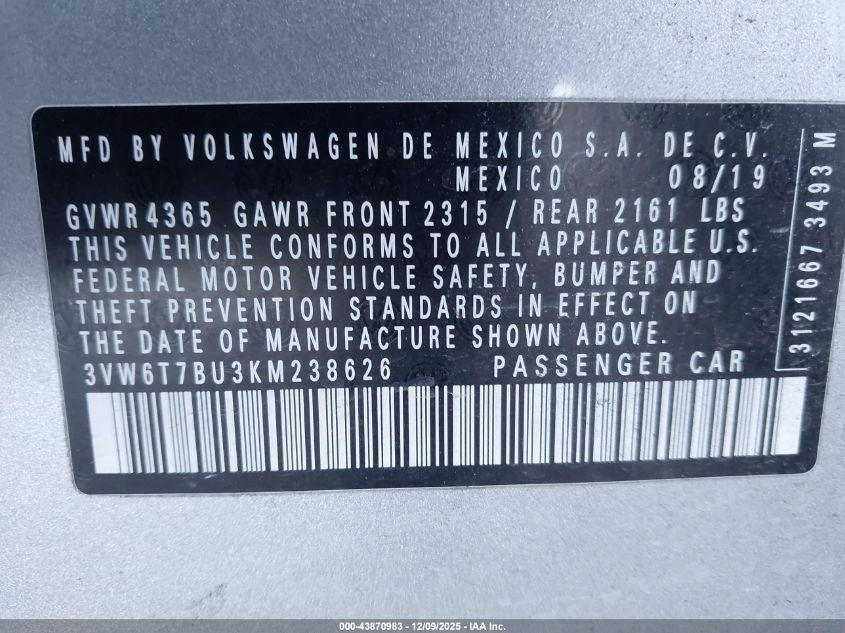 MFD BY VOLKSWAGEN DE MEXICO S.A. DE C.V.
MEXICO 08/19
GVWR 4365 GAWR FRONT 2315 / REAR 2161 LBS
THIS VEHICLE CONFORMS TO ALL APPLICABLE U.S.
FEDERAL MOTOR VEHICLE SAFETY, BUMPER AND
THEFT PREVENTION STANDARDS IN EFFECT ON
THE DATE OF MANUFACTURE SHOWN ABOVE.
3VW6T7BU3KM238626 PASSENGER CAR
3121667 3493 M
000-43870983 | 12/09/2025 - IAA Inc.